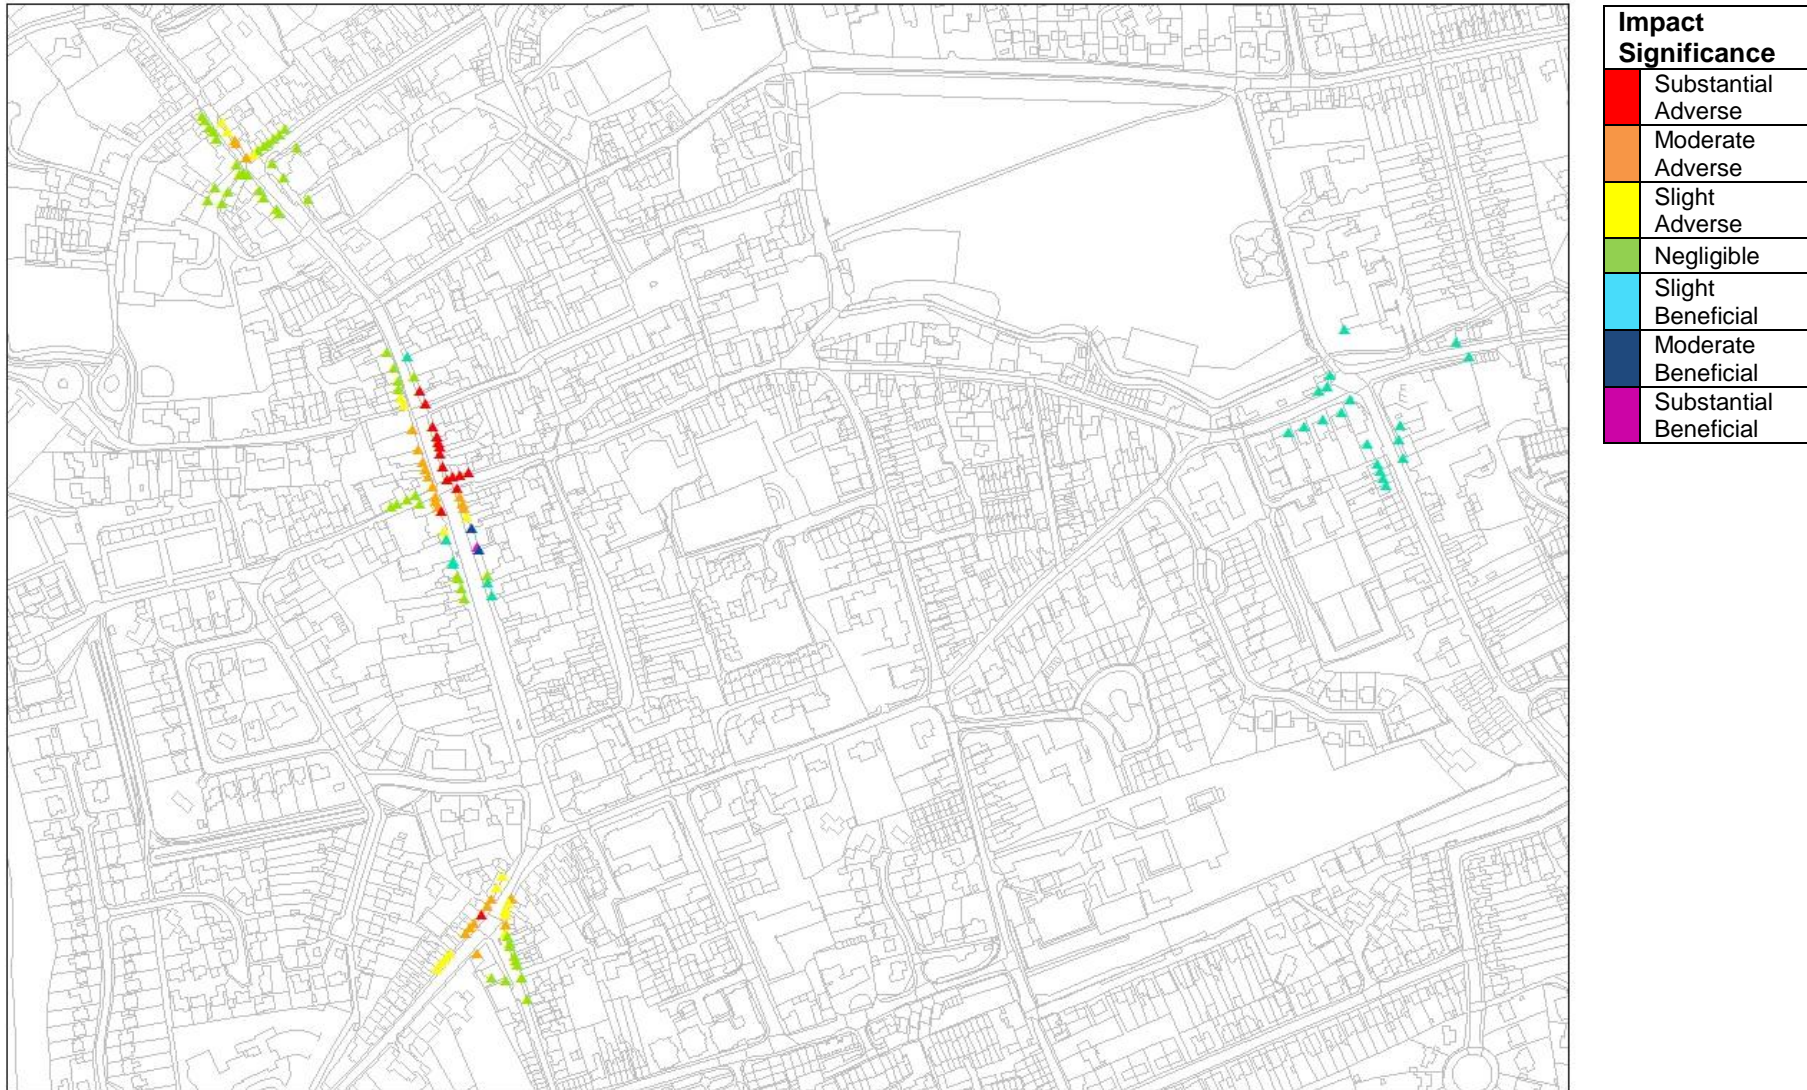 Impact
Significance
Substantial
Adverse
Moderate
Adverse
Slight
Adverse
Negligible
Slight
Beneficial
Moderate
Beneficial
Substantial
Beneficial